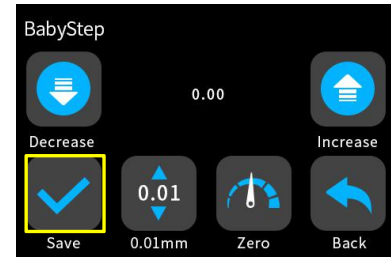 BabyStep
0.00
Decrease
Increase
0.01
Save
0.01mm
Zero
Back